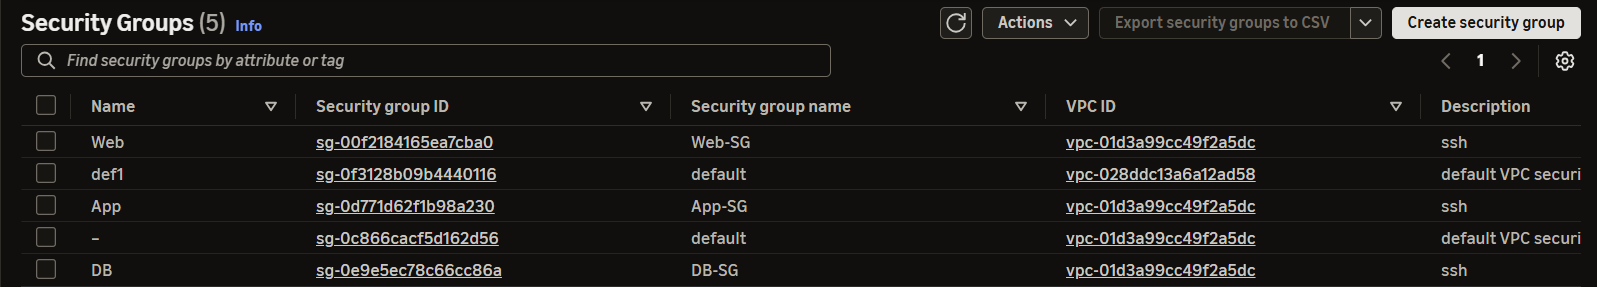 Security Groups (5) Info
Actions
Export security groups to CSV
Create security group
Find security groups by attribute or tag
1
Name Security group ID Security group name VPC ID Description
Web sg-00f2184165ea7cba0 Web-SG vpc-01d3a99cc49f2a5dc ssh
def1 sg-0f3128b09b4440116 default vpc-028ddc13a6a12ad58 default VPC securi
App sg-0d771d62f1b98a230 App-SG vpc-01d3a99cc49f2a5dc ssh
– sg-0c866cacf5d162d56 default vpc-01d3a99cc49f2a5dc default VPC securi
DB sg-0e9e5ec78c66cc86a DB-SG vpc-01d3a99cc49f2a5dc ssh